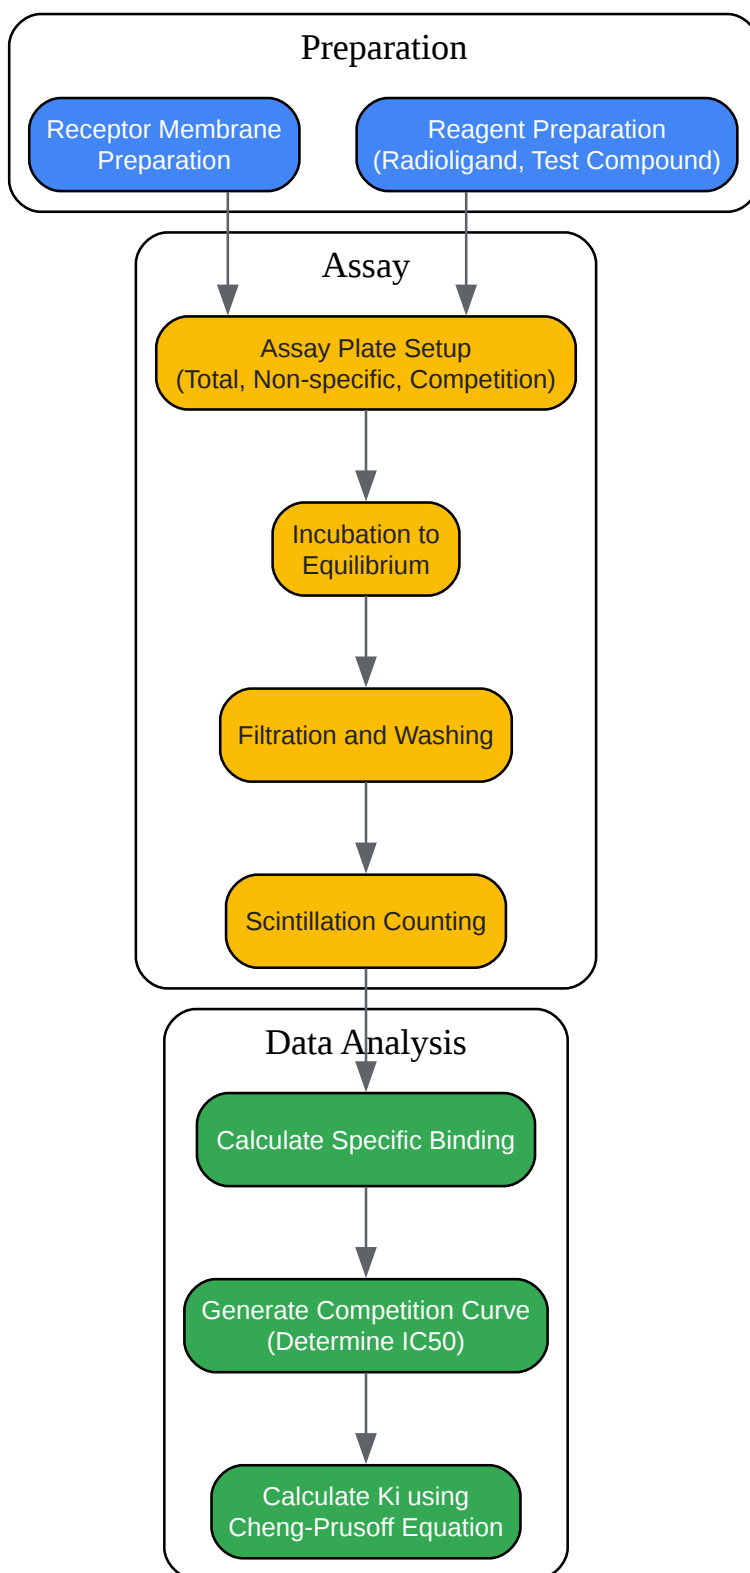 Preparation
Receptor Membrane
Preparation
Reagent Preparation
(Radioligand, Test Compound)
Assay
Assay Plate Setup
(Total, Non-specific, Competition)
Incubation to
Equilibrium
Filtration and Washing
Scintillation Counting
Data Analysis
Calculate Specific Binding
Generate Competition Curve
(Determine IC50)
Calculate Ki using
Cheng-Prusoff Equation